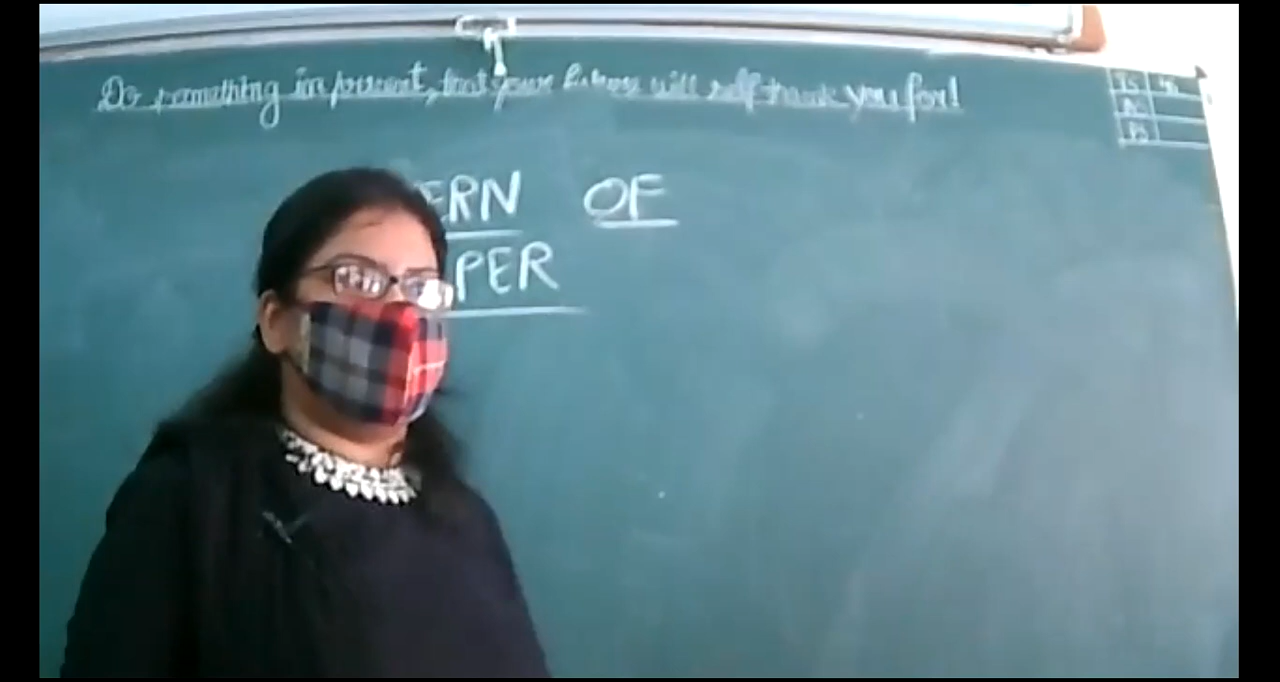 Do something in present, that your future will self thank you for!
ERN OF
PER